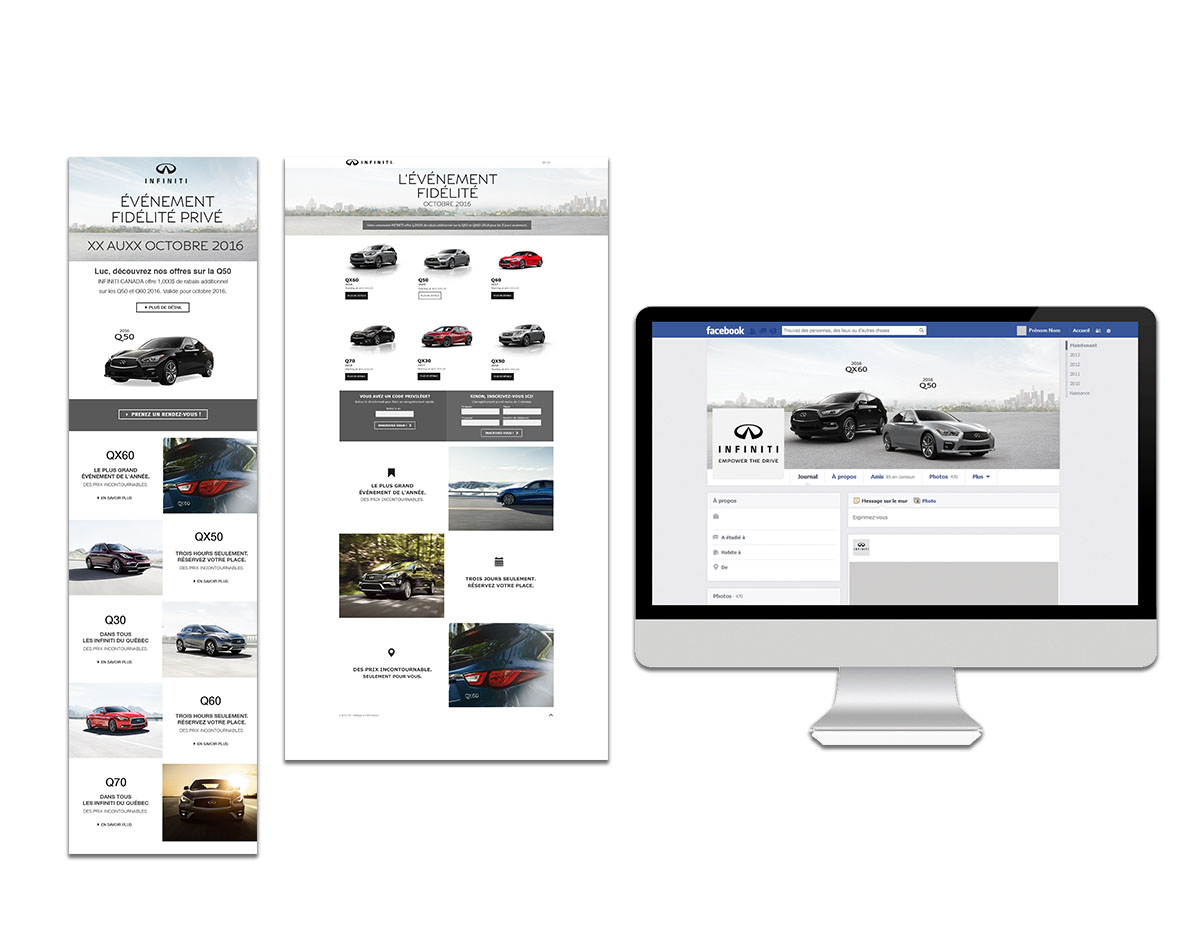 INFINITI
ÉVÉNEMENT
FIDÉLITÉ PRIVÉ
XX AUXX OCTOBRE 2016
Luc, découvrez nos offres sur la Q50
INFINITI CANADA offre 1,000$ de rabais additionnel
sur les Q50 et Q60 2016. Valide pour octobre 2016.
PLUS DE DÉTAIL
2016
Q50
PRENEZ UN RENDEZ-VOUS !
QX60
LE PLUS GRAND
ÉVÉNEMENT DE L'ANNÉE.
DES PRIX INCONTOURNABLES.
EN SAVOIR PLUS
QX60
QX50
TROIS HOURS SEULEMENT.
RÉSERVEZ VOTRE PLACE.
DES PRIX INCONTOURNABLE.
EN SAVOIR PLUS
Q30
DANS TOUS
LES INFINITI DU QUÉBEC
DES PRIX INCONTOURNABLES.
EN SAVOIR PLUS
Q60
TROIS HOURS SEULEMENT.
RÉSERVEZ VOTRE PLACE.
DES PRIX INCONTOURNABLE.
EN SAVOIR PLUS
Q70
DANS TOUS
LES INFINITI DU QUÉBEC
DES PRIX INCONTOURNABLES.
EN SAVOIR PLUS
INFINITI
L'ÉVÉNEMENT
FIDÉLITÉ
OCTOBRE 2016
QX60
Q50
Q60
Q70
QX30
QX50
VOUS AVEZ UN CODE PRIVILÈGE?
SINON, INSCRIVEZ-VOUS ICI!
INSCRIVEZ-VOUS !
INSCRIVEZ-VOUS !
LE PLUS GRAND
ÉVÉNEMENT DE L'ANNÉE.
DES PRIX INCONTOURNABLES.
TROIS JOURS SEULEMENT.
RÉSERVEZ VOTRE PLACE.
DES PRIX INCONTOURNABLE.
SEULEMENT POUR VOUS.
QX60
facebook
Trouvez des personnes, des lieux ou d'autres choses
Prénom Nom
Accueil
Maintenant
2013
2012
2011
2010
Naissance
2016
QX60
2016
Q50
INFINITI
EMPOWER THE DRIVE
Journal
À propos
Amis 35 en commun
Photos 470
Plus
À propos
A étudié à
Habite à
De
Photos · 470
Message sur le mur
Photo
Exprimez-vous
INFINITI